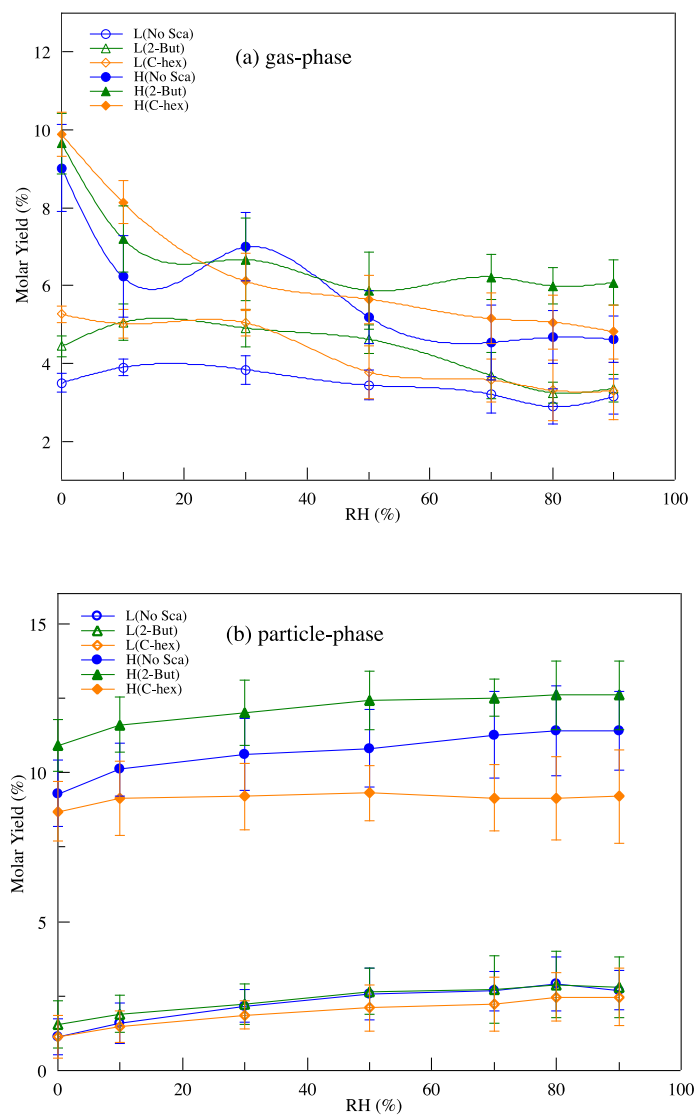 L(No Sca)
L(2-But)
L(C-hex)
H(No Sca)
H(2-But)
H(C-hex)
(a) gas-phase
12
10
8
6
4
2
Molar Yield (%)
0
20
40
60
80
100
RH (%)
L(No Sca)
L(2-But)
L(C-hex)
H(No Sca)
H(2-But)
H(C-hex)
(b) particle-phase
15
10
5
0
Molar Yield (%)
0
20
40
60
80
100
RH (%)